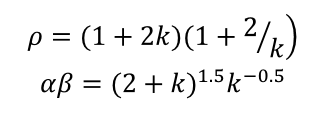 ρ = (1 + 2k)(1 + 2/k)
αβ = (2 + k)^1.5 k^−0.5